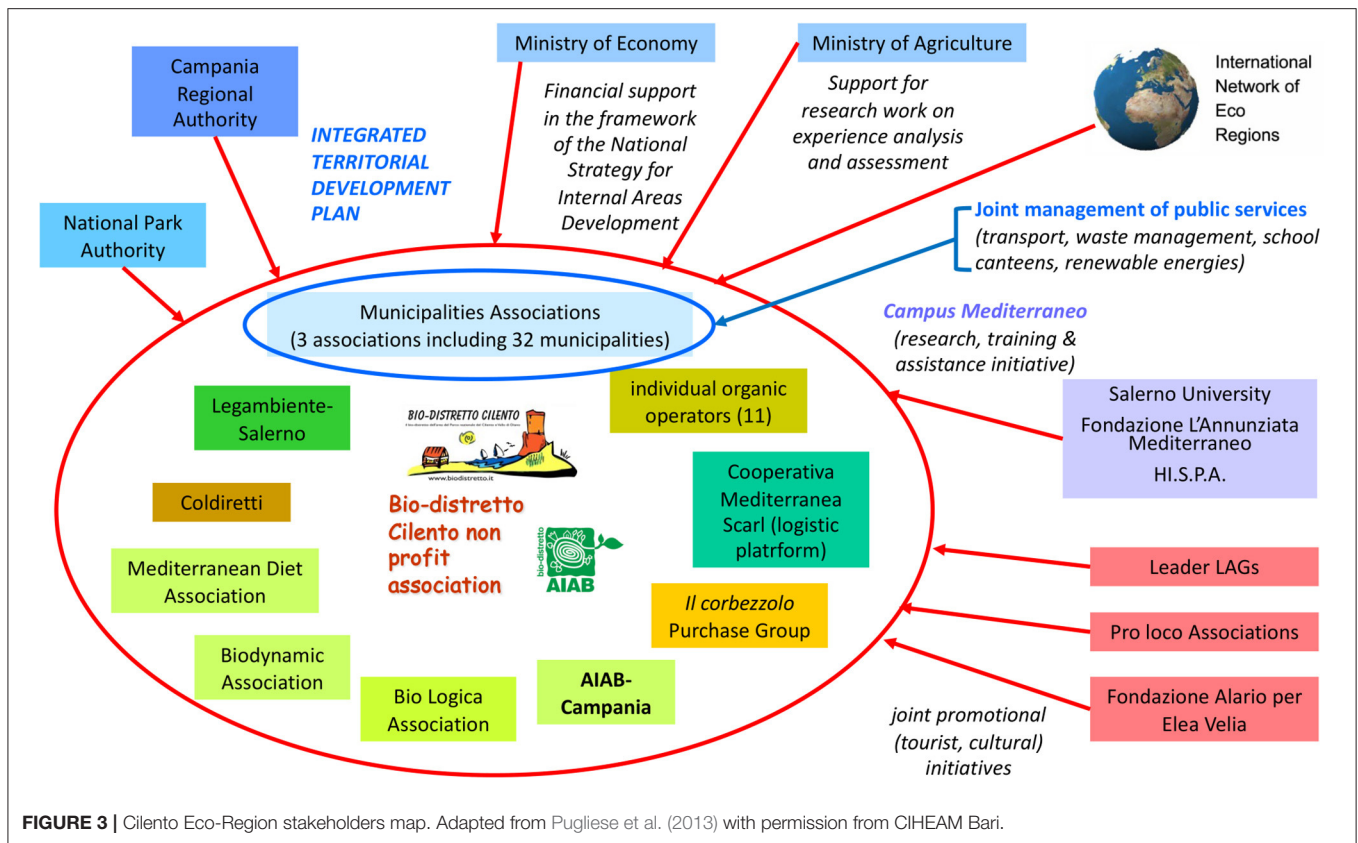 Campania
Regional
Authority
INTEGRATED
TERRITORIAL
DEVELOPMENT
PLAN
National Park
Authority
Ministry of Economy
Financial support
in the framework
of the National
Strategy for
Internal Areas
Development
Ministry of Agriculture
Support for
research work on
experience analysis
and assessment
International
Network of
Eco
Regions
Joint management of public services
(transport, waste management, school
canteens, renewable energies)
Municipalities Associations
(3 associations including 32 municipalities)
Campus Mediterraneo
(research, training &
assistance initiative)
Salerno University
Fondazione L'Annunziata
Mediterraneo
HI.S.P.A.
Legambiente-
Salerno
BIO-DISTRETTO CILENTO
www.biodistretto.it
individual organic
operators (11)
Coldiretti
Bio-distretto
Cilento non
profit
association
bio-distretto
AIAB
Cooperativa
Mediterranea
Scarl (logistic
platrform)
Mediterranean Diet
Association
Il corbezzolo
Purchase Group
Biodynamic
Association
Bio Logica
Association
AIAB-
Campania
Leader LAGs
Pro loco Associations
Fondazione Alario per
Elea Velia
joint promotional
(tourist, cultural)
initiatives
FIGURE 3 | Cilento Eco-Region stakeholders map. Adapted from Pugliese et al. (2013) with permission from CIHEAM Bari.